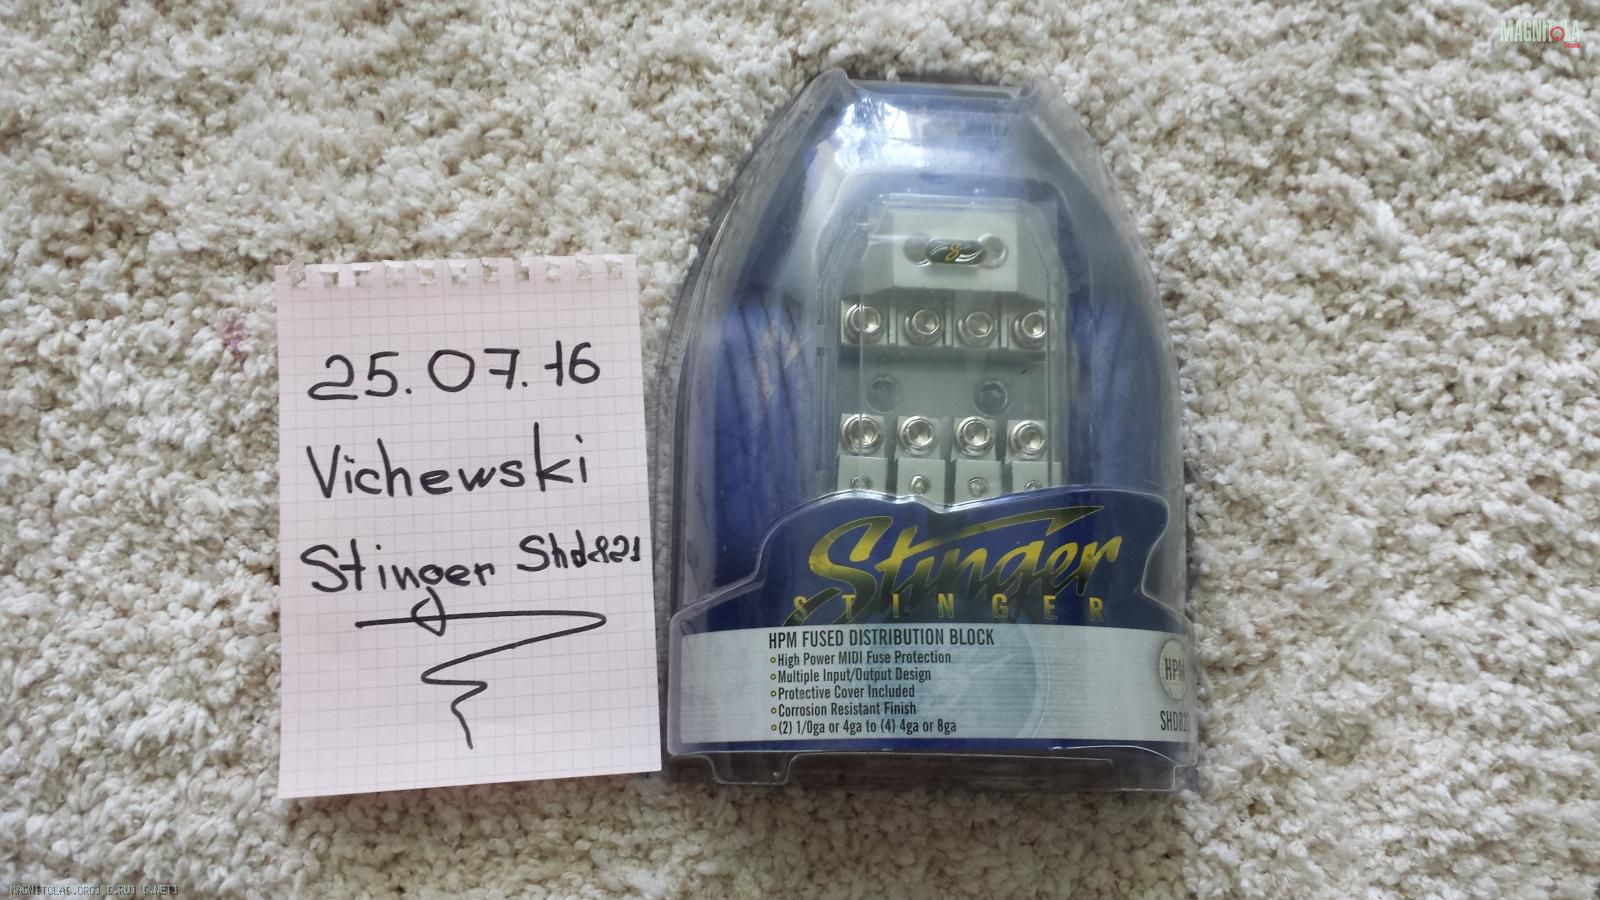 MAGNITOLA
Team
25.07.16
Vichewski
Stinger Shd821
Stinger
STINGER
HPM FUSED DISTRIBUTION BLOCK
High Power MIDI Fuse Protection
Multiple Input/Output Design
Protective Cover Included
Corrosion Resistant Finish
(2) 1/0ga or 4ga to (4) 4ga or 8ga
HPM